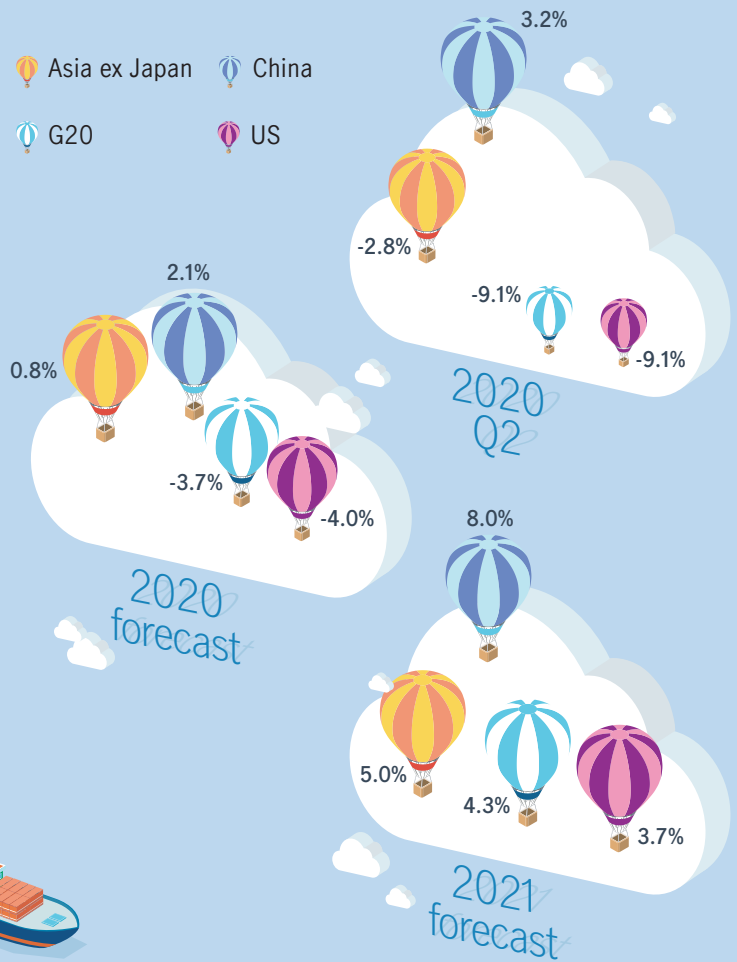 Asia ex Japan
China
G20
US
3.2%
-2.8%
-9.1%
-9.1%
2020
Q2
2.1%
0.8%
-3.7%
-4.0%
2020
forecast
8.0%
5.0%
4.3%
3.7%
2021
forecast